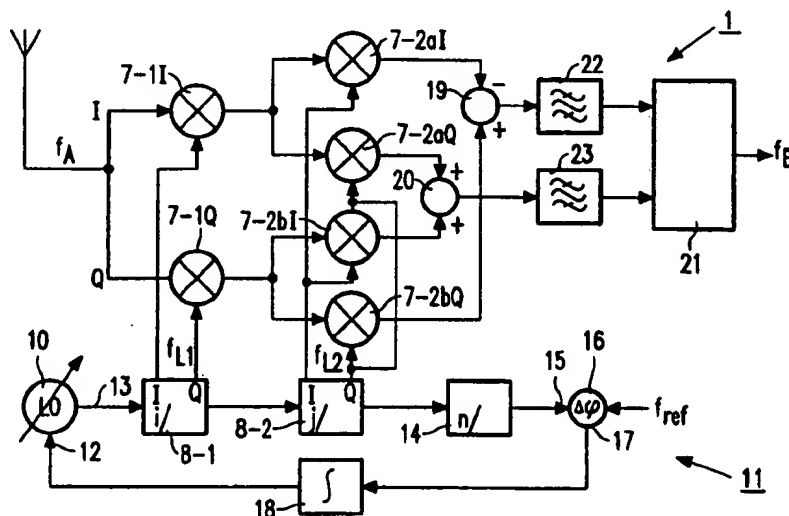 1
7-2aI
7-1I
22
I
19
−
+
f_A
7-2aQ
+
20
23
f_E
7-1Q
7-2bI
+
21
Q
7-2bQ
10
f_L1
f_L2
16
LO
13
I
Q
i/
I
Q
j/
n/
15
Δφ
f_ref
12
8-1
8-2
14
17
11
∫
18